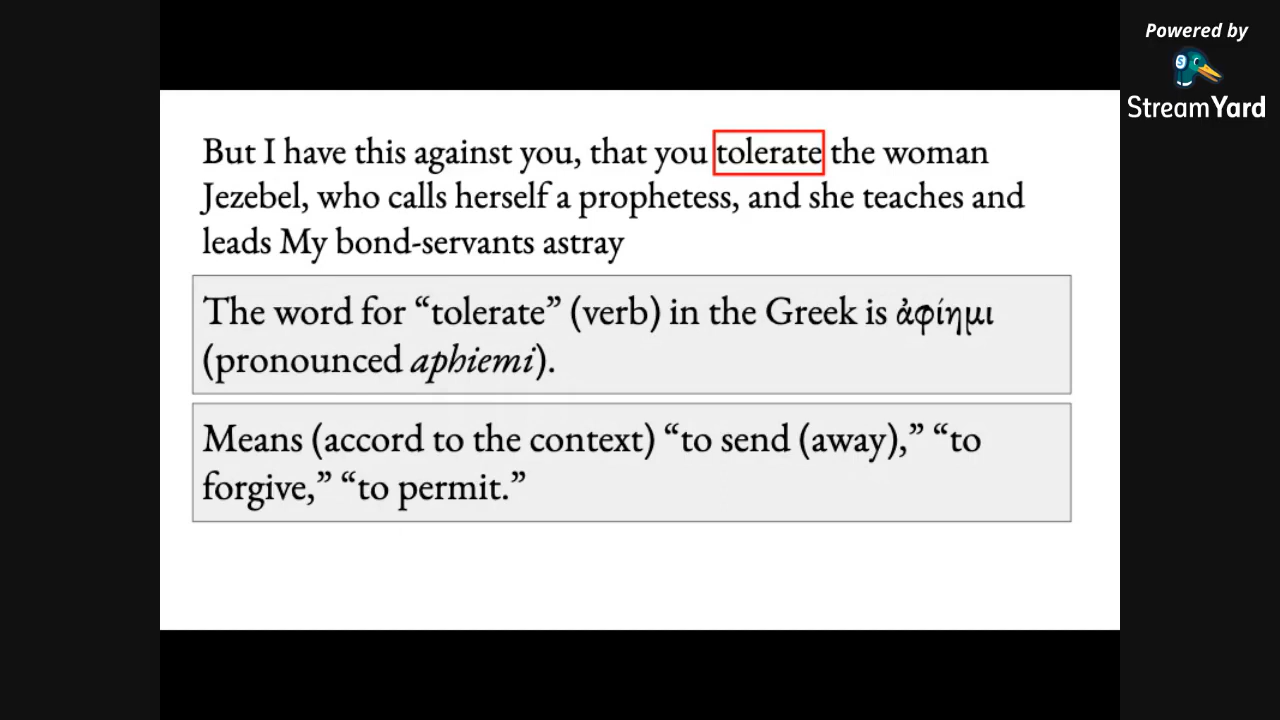 Powered by
StreamYard
But I have this against you, that you tolerate the woman
Jezebel, who calls herself a prophetess, and she teaches and
leads My bond-servants astray
The word for “tolerate” (verb) in the Greek is ἀφίημι
(pronounced aphiemi).
Means (accord to the context) “to send (away),” “to
forgive,” “to permit.”